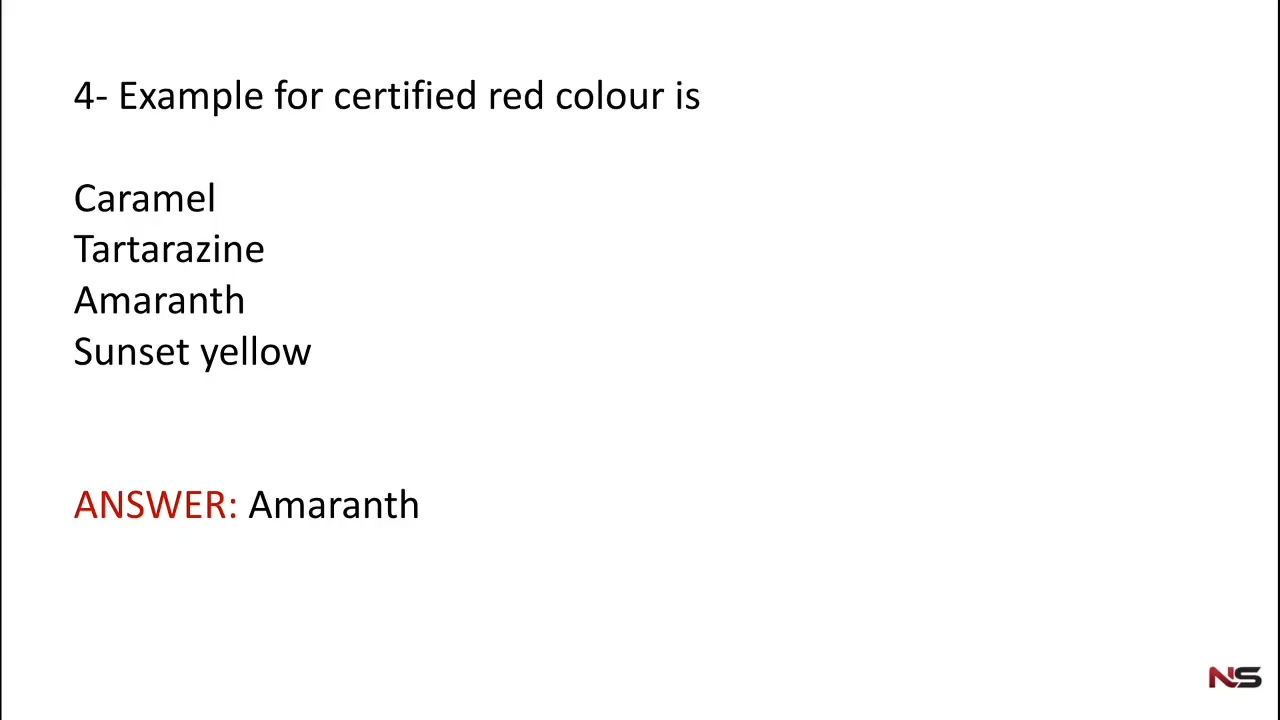 4- Example for certified red colour is
Caramel
Tartarazine
Amaranth
Sunset yellow
ANSWER: Amaranth
NS